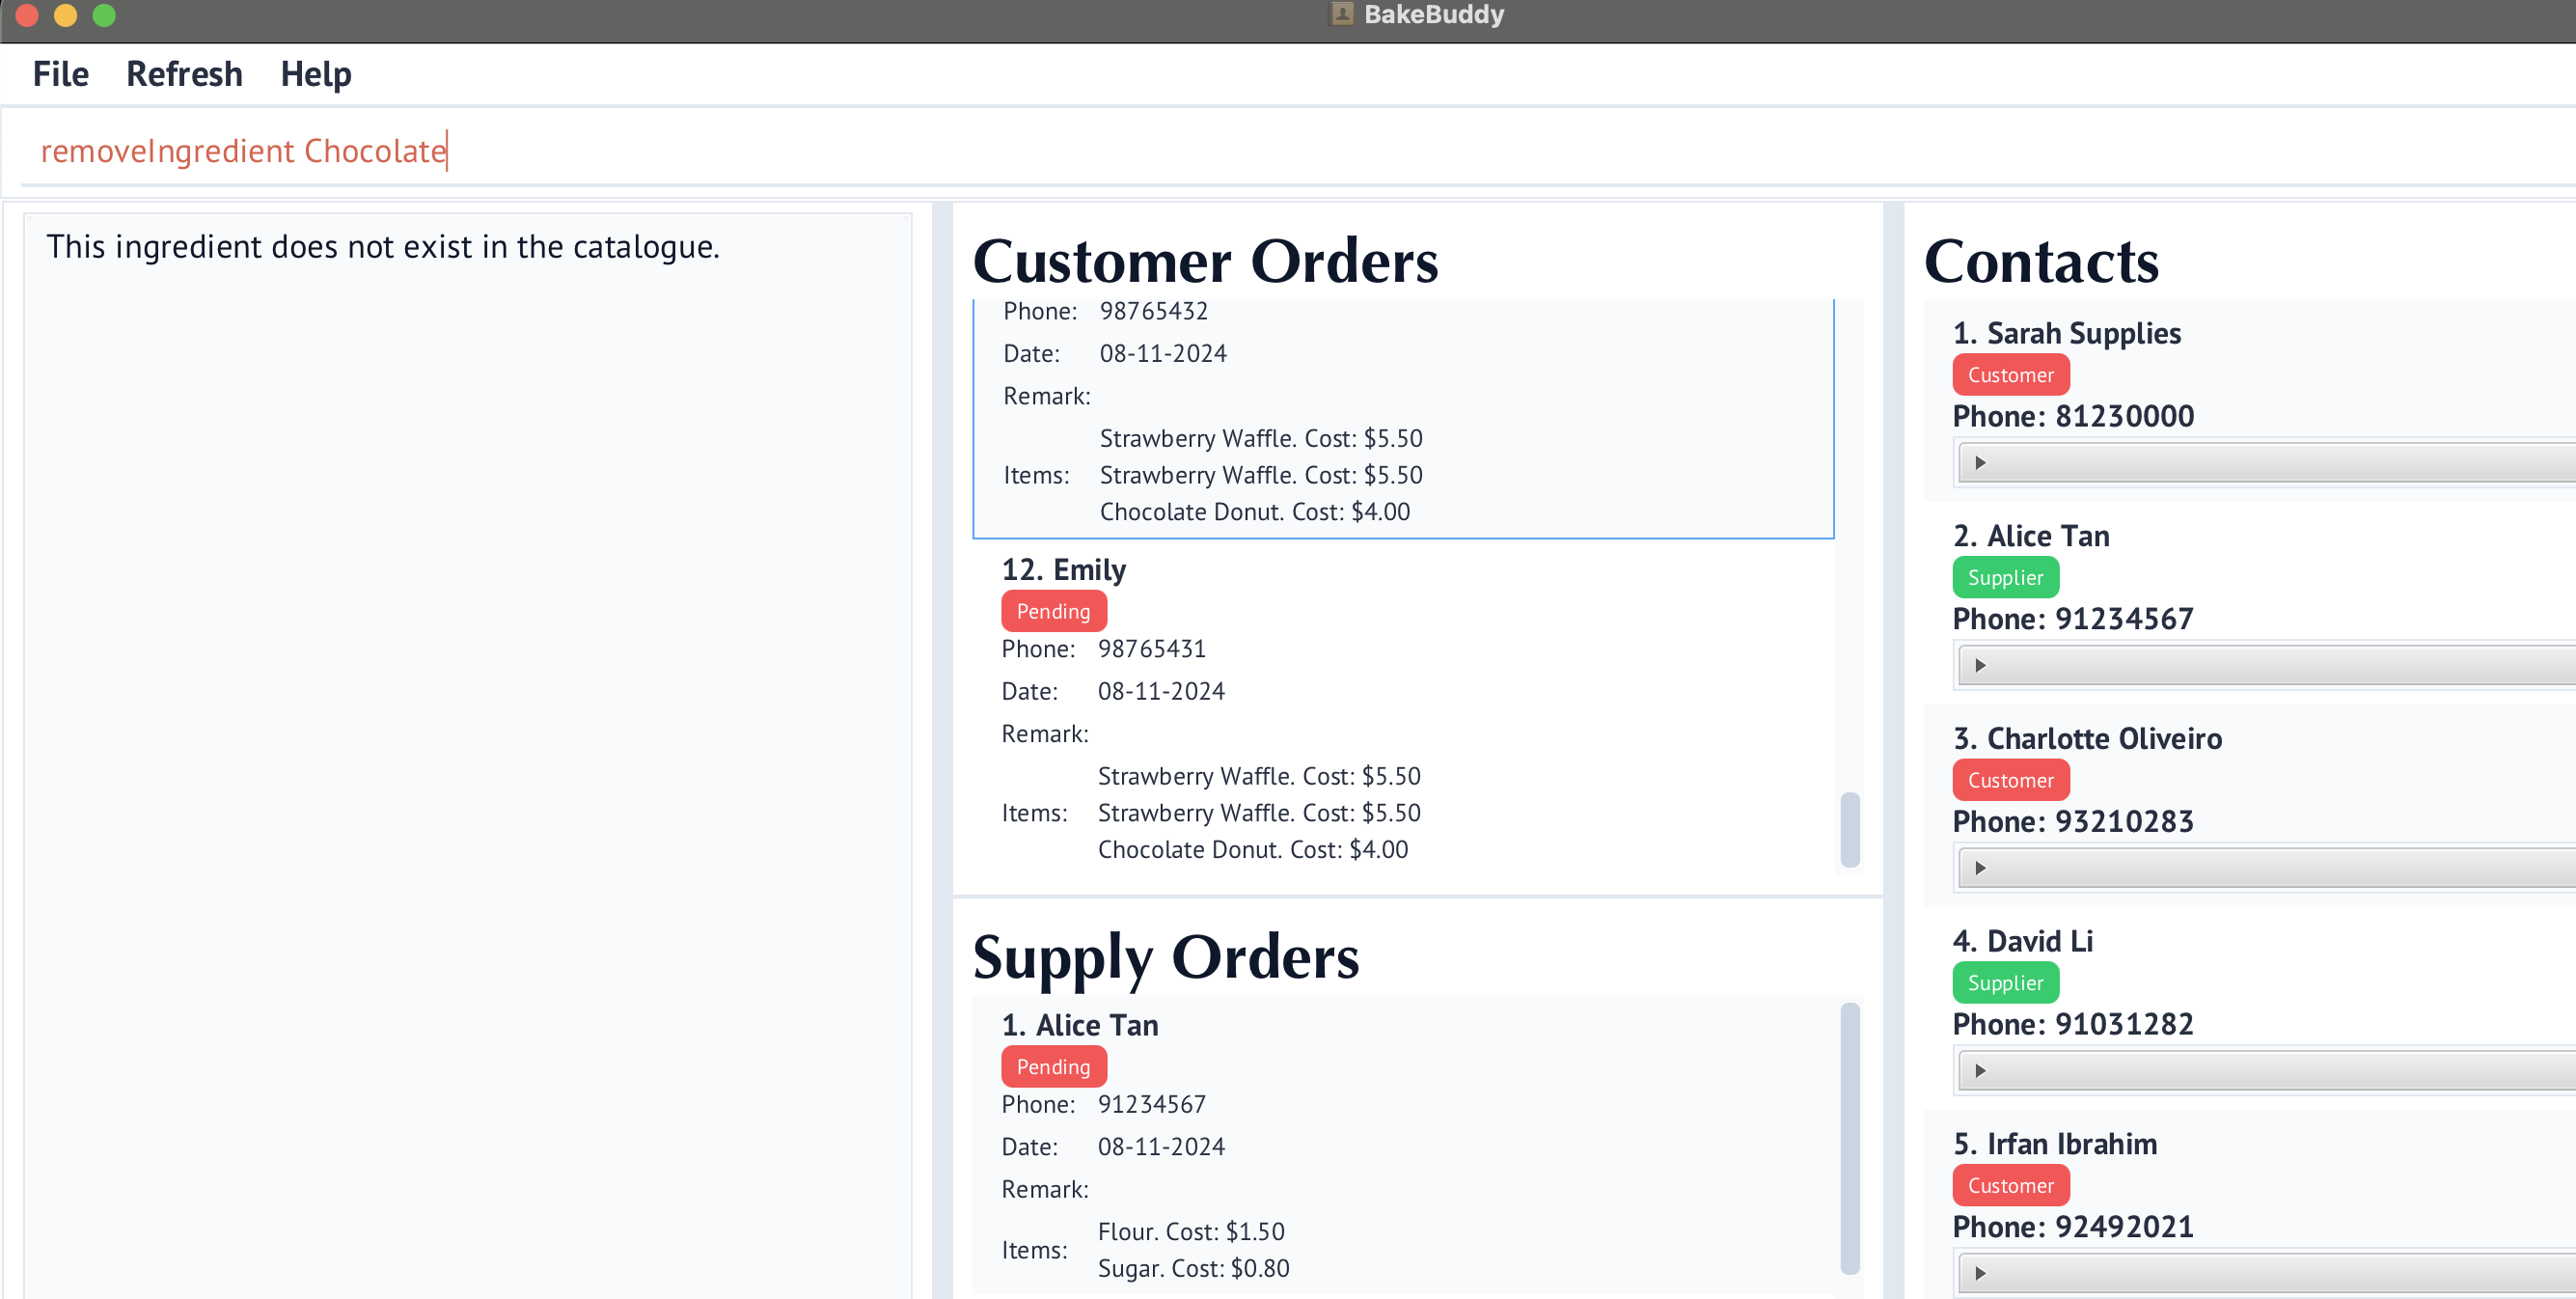 BakeBuddy
File Refresh Help
removeIngredient Chocolate
This ingredient does not exist in the catalogue.
Customer Orders
Phone: 98765432
Date: 08-11-2024
Remark:
Strawberry Waffle. Cost: $5.50
Items: Strawberry Waffle. Cost: $5.50
Chocolate Donut. Cost: $4.00
12. Emily
Pending
Phone: 98765431
Date: 08-11-2024
Remark:
Strawberry Waffle. Cost: $5.50
Items: Strawberry Waffle. Cost: $5.50
Chocolate Donut. Cost: $4.00
Supply Orders
1. Alice Tan
Pending
Phone: 91234567
Date: 08-11-2024
Remark:
Flour. Cost: $1.50
Items:
Sugar. Cost: $0.80
Contacts
1. Sarah Supplies
Customer
Phone: 81230000
2. Alice Tan
Supplier
Phone: 91234567
3. Charlotte Oliveiro
Customer
Phone: 93210283
4. David Li
Supplier
Phone: 91031282
5. Irfan Ibrahim
Customer
Phone: 92492021